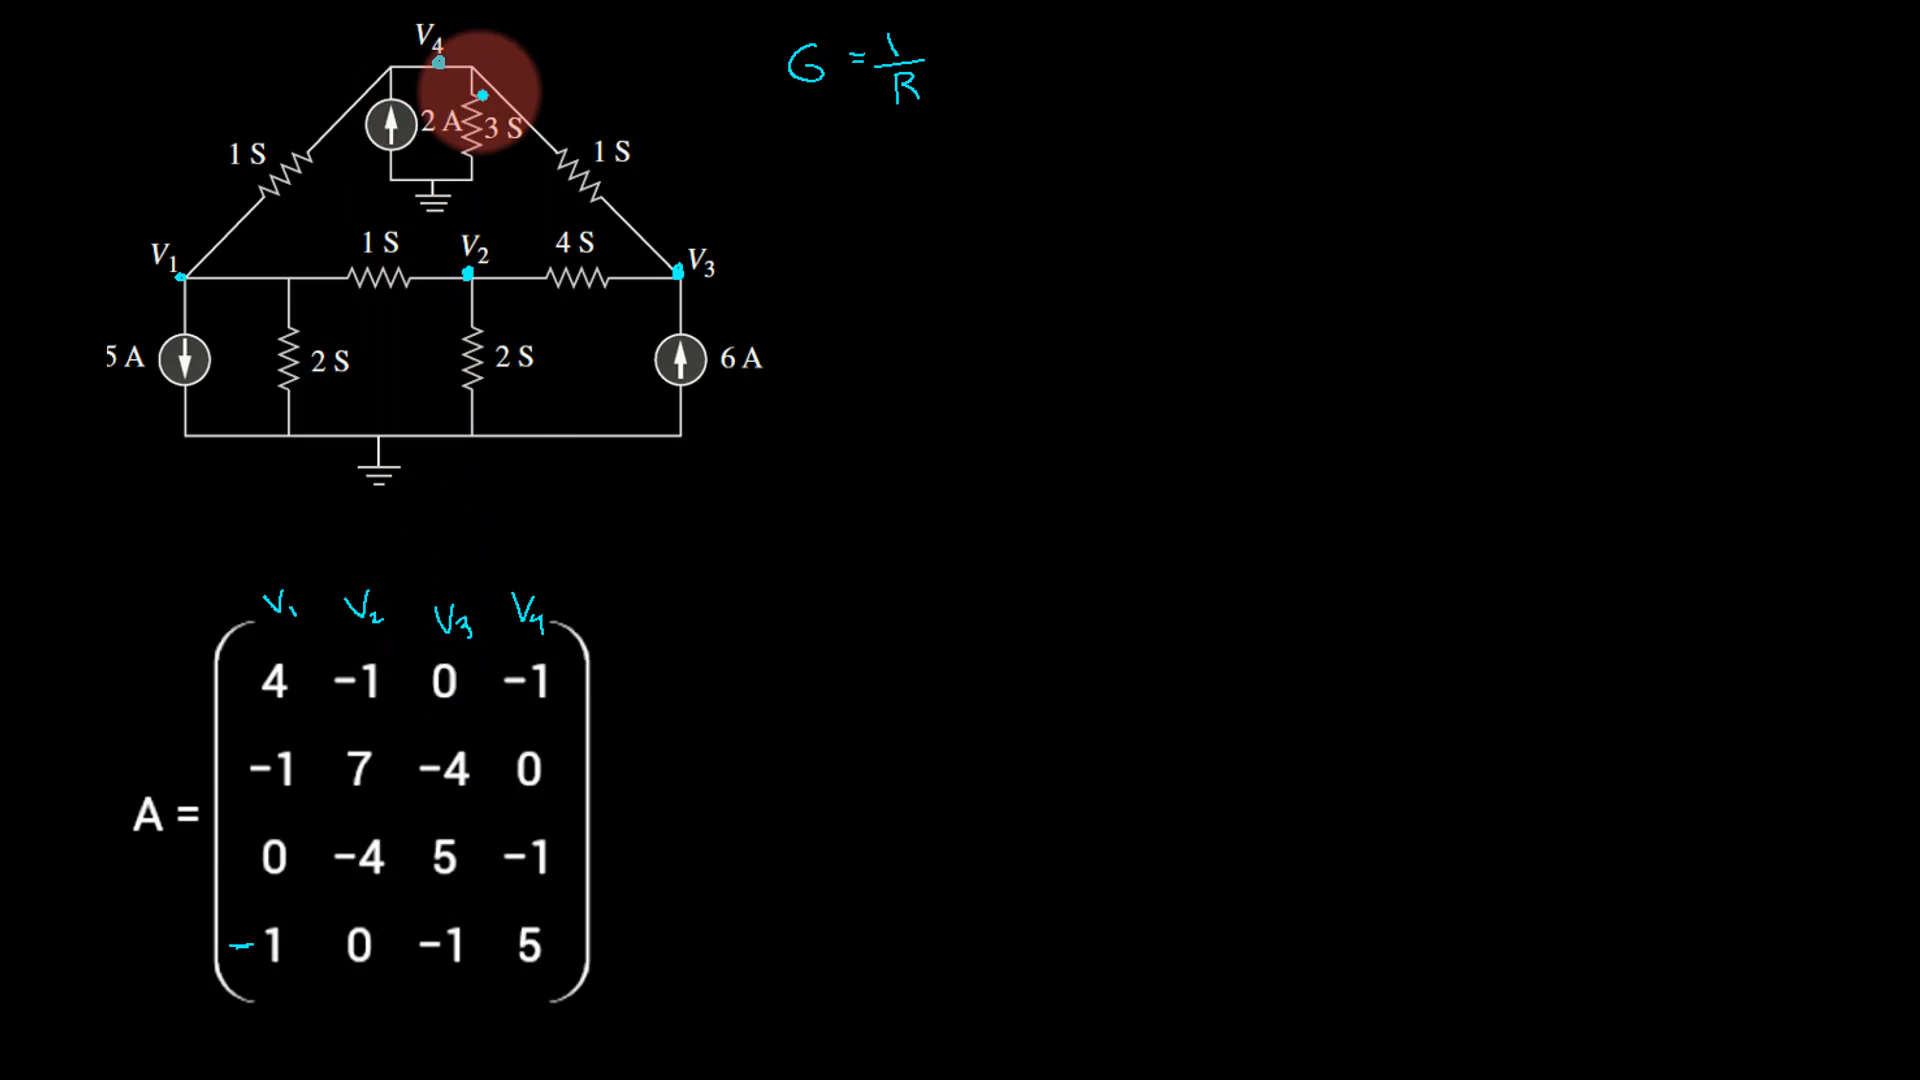 V4
G = 1/R
2 A
3 S
1 S
1 S
V1
1 S
V2
4 S
V3
5 A
2 S
2 S
6 A
V1 V2 V3 V4
4 −1 0 −1
−1 7 −4 0
A =
0 −4 5 −1
−1 0 −1 5